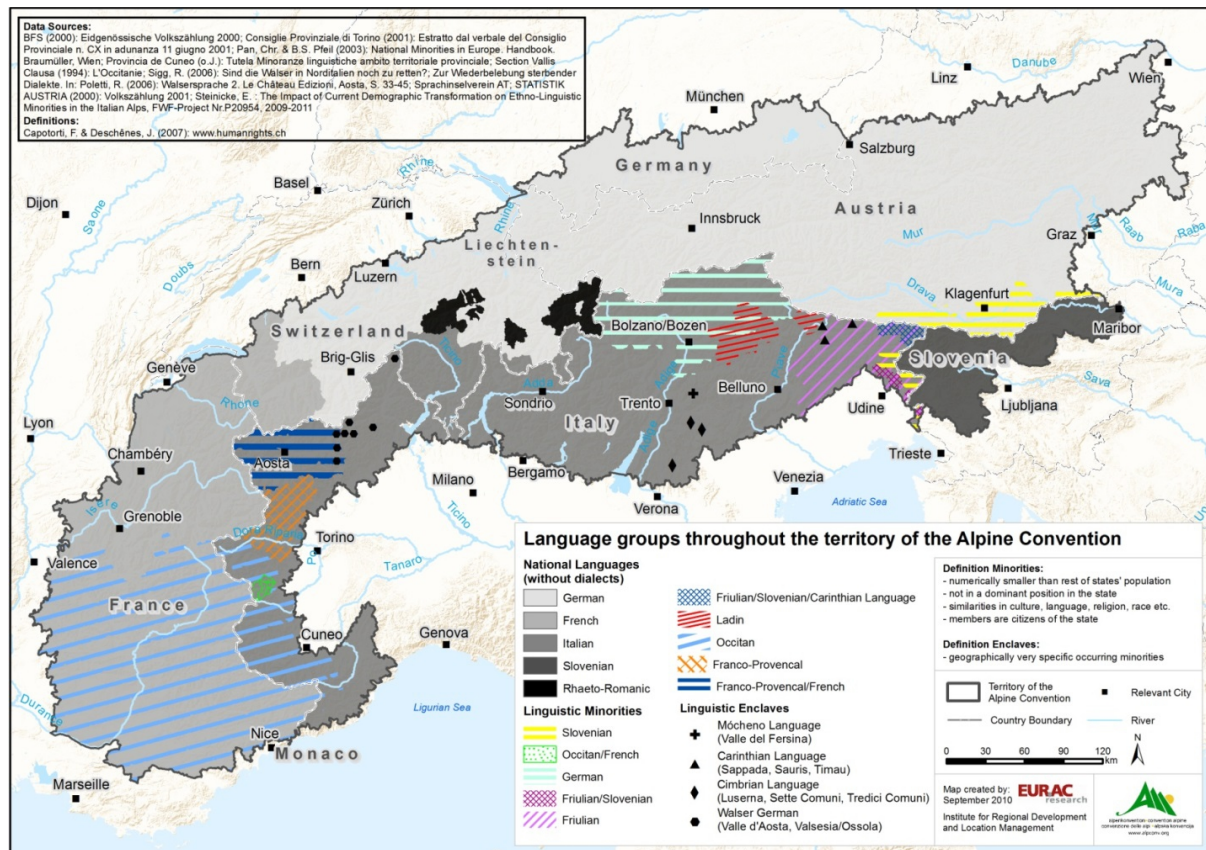 Data Sources:
BFS (2000): Eidgenössische Volkszählung 2000; Consiglie Provinziale di Torino (2001): Estratto dal verbale del Consiglio
Provinciale n. CX in adunanza 11 giugno 2001; Pan, Chr. & B.S. Pfeil (2003): National Minorities in Europe. Handbook.
Braumüller, Wien; Provincia de Cuneo (o.J.): Tutela Minoranze linguistiche ambito territoriale provinciale; Section Vallis
Clausa (1994): L'Occitanie; Sigg, R. (2006): Sind die Walser in Norditalien noch zu retten?; Zur Wiederbelebung sterbender
Dialekte. In: Poletti, R. (2006): Walsersprache 2. Le Château Edizioni, Aosta, S. 33-45; Sprachinselverein AT; STATISTIK
AUSTRIA (2000): Volkszählung 2001; Steinicke, E. : The Impact of Current Demographic Transformation on Ethno-Linguistic
Minorities in the Italian Alps, FWF-Project Nr.P20954, 2009-2011
Definitions:
Capotorti, F. & Deschênes, J. (2007): www.humanrights.ch
Linz
Danube
Wien
München
Salzburg
Germany
Rhine
Basel
Dijon
Saone
Zürich
Rhine
Innsbruck
Austria
Mur
Graz
Mur
Raab
Raba
Doubs
Bern
Luzern
Liechten-
stein
Drava
Klagenfurt
Mura
Maribor
Switzerland
Brig-Glis
Ticino
Bolzano/Bozen
Slovenia
Genève
Rhone
Adda
Sondrio
Adige
Piave
Belluno
Sava
Ljubljana
Lyon
Italy
Trento
Udine
Chambéry
Aosta
Adige
Trieste
Milano
Bergamo
Verona
Venezia
Adriatic Sea
Isère
Grenoble
Ticino
Dora Riparia
Torino
Po
Valence
Tanaro
France
Cuneo
Genova
Durance
Ligurian Sea
Nice
Monaco
Marseille
Language groups throughout the territory of the Alpine Convention
National Languages
(without dialects)
German
French
Italian
Slovenian
Rhaeto-Romanic
Linguistic Minorities
Slovenian
Occitan/French
German
Friulian/Slovenian
Friulian
Friulian/Slovenian/Carinthian Language
Ladin
Occitan
Franco-Provencal
Franco-Provencal/French
Linguistic Enclaves
Mócheno Language
(Valle del Fersina)
Carinthian Language
(Sappada, Sauris, Timau)
Cimbrian Language
(Luserna, Sette Comuni, Tredici Comuni)
Walser German
(Valle d'Aosta, Valsesia/Ossola)
Definition Minorities:
- numerically smaller than rest of states' population
- not in a dominant position in the state
- similarities in culture, language, religion, race etc.
- members are citizens of the state
Definition Enclaves:
- geographically very specific occurring minorities
Territory of the
Alpine Convention
Relevant City
Country Boundary
River
0 30 60 90 120
km
N
Map created by:
September 2010
EURAC
research
Institute for Regional Development
and Location Management
www.alpconv.org